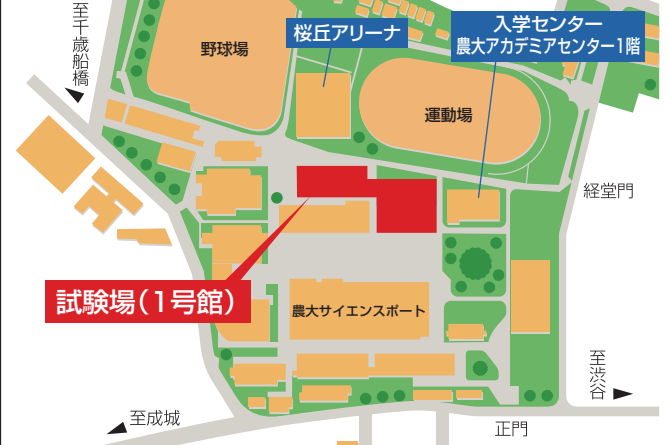 至千歳船橋
野球場
桜丘アリーナ
入学センター
農大アカデミアセンター1階
運動場
経堂門
試験場（1号館）
農大サイエンスポート
至渋谷
至成城
正門